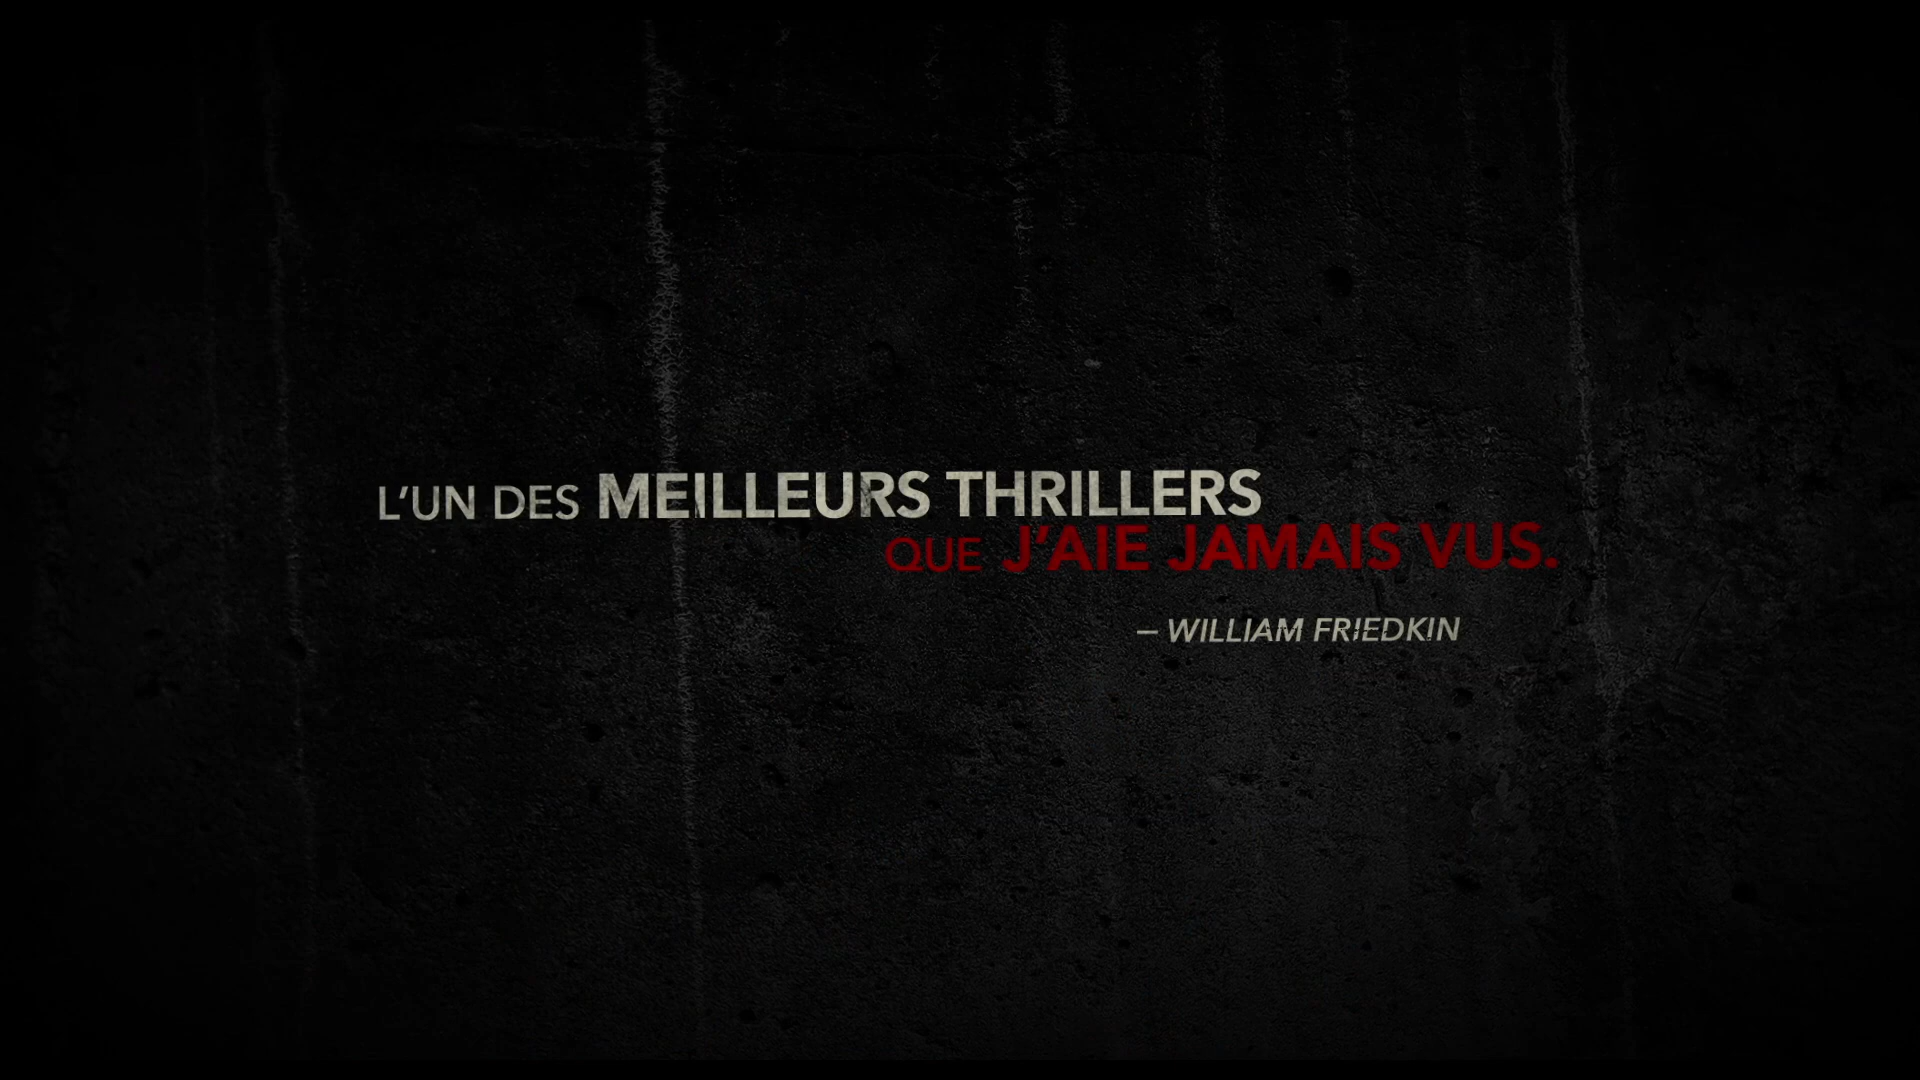 L'UN DES MEILLEURS THRILLERS
QUE J'AIE JAMAIS VUS.
– WILLIAM FRIEDKIN